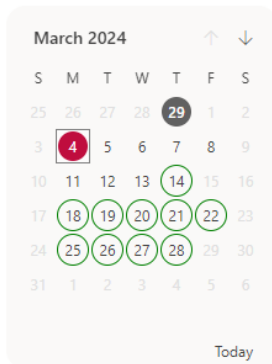 March 2024
S M T W T F S
25 26 27 28 29 1 2
3 4 5 6 7 8 9
10 11 12 13 14 15 16
17 18 19 20 21 22 23
24 25 26 27 28 29 30
31 1 2 3 4 5 6
Today